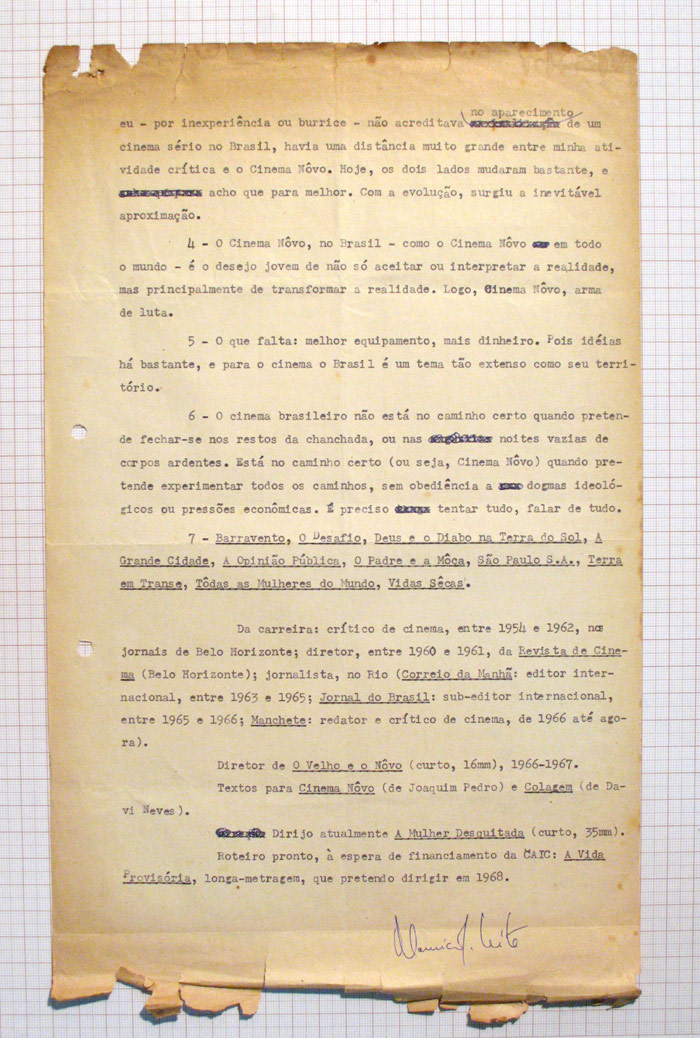 no aparecimento
eu - por inexperiência ou burrice - não acreditava de um
cinema sério no Brasil, havia uma distância muito grande entre minha ati-
vidade crítica e o Cinema Nôvo. Hoje, os dois lados mudaram bastante, e
acho que para melhor. Com a evolução, surgiu a inevitável
aproximação.
4 - O Cinema Nôvo, no Brasil - como o Cinema Nôvo em todo
o mundo - é o desejo jovem de não só aceitar ou interpretar a realidade,
mas principalmente de transformar a realidade. Logo, Cinema Nôvo, arma
de luta.
5 - O que falta: melhor equipamento, mais dinheiro. Pois idéias
há bastante, e para o cinema o Brasil é um tema tão extenso como seu terri-
tório.
6 - O cinema brasileiro não está no caminho certo quando preten-
de fechar-se nos restos da chanchada, ou nas noites vazias de
corpos ardentes. Está no caminho certo (ou seja, Cinema Nôvo) quando pre-
tende experimentar todos os caminhos, sem obediência a dogmas ideoló-
gicos ou pressões econômicas. É preciso tentar tudo, falar de tudo.
7 - Barravento, O Desafio, Deus e o Diabo na Terra do Sol, A
Grande Cidade, A Opinião Pública, O Padre e a Môça, São Paulo S.A., Terra
em Transe, Tôdas as Mulheres do Mundo, Vidas Sêcas.
Da carreira: crítico de cinema, entre 1954 e 1962, nos
jornais de Belo Horizonte; diretor, entre 1960 e 1961, da Revista de Cine-
ma (Belo Horizonte); jornalista, no Rio (Correio da Manhã: editor inter-
nacional, entre 1963 e 1965; Jornal do Brasil: sub-editor internacional,
entre 1965 e 1966; Manchete: redator e crítico de cinema, de 1966 até ago-
ra).
Diretor de O Velho e o Nôvo (curto, 16mm), 1966-1967.
Textos para Cinema Nôvo (de Joaquim Pedro) e Colagem (de Da-
vi Neves).
Dirijo atualmente A Mulher Desquitada (curto, 35mm).
Roteiro pronto, à espera de financiamento da CAIC: A Vida
Provisória, longa-metragem, que pretendo dirigir em 1968.